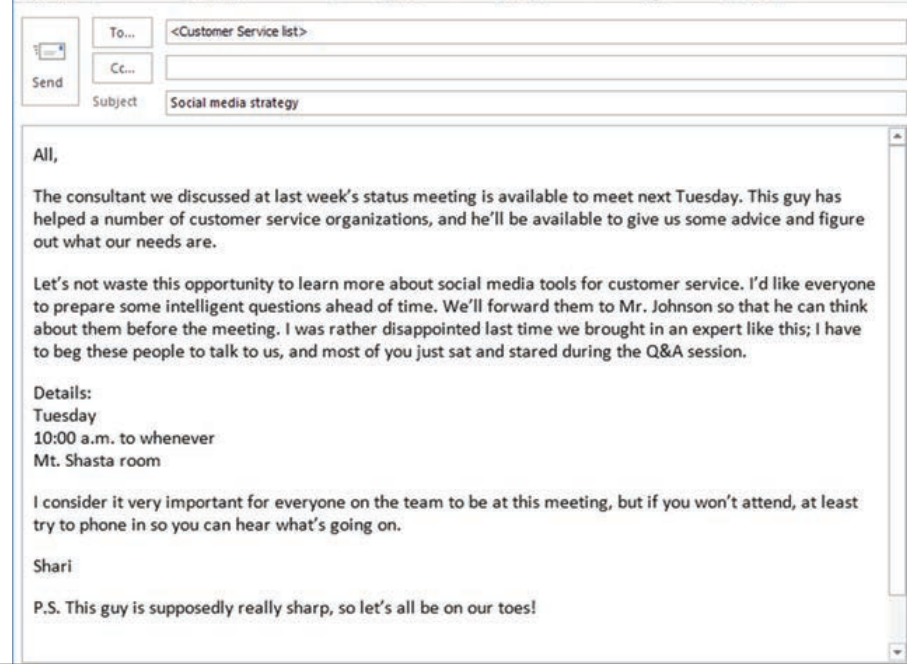 To...
<Customer Service list>
Cc...
Send
Subject
Social media strategy
All,
The consultant we discussed at last week's status meeting is available to meet next Tuesday. This guy has
helped a number of customer service organizations, and he'll be available to give us some advice and figure
out what our needs are.
Let's not waste this opportunity to learn more about social media tools for customer service. I'd like everyone
to prepare some intelligent questions ahead of time. We'll forward them to Mr. Johnson so that he can think
about them before the meeting. I was rather disappointed last time we brought in an expert like this; I have
to beg these people to talk to us, and most of you just sat and stared during the Q&A session.
Details:
Tuesday
10:00 a.m. to whenever
Mt. Shasta room
I consider it very important for everyone on the team to be at this meeting, but if you won't attend, at least
try to phone in so you can hear what's going on.
Shari
P.S. This guy is supposedly really sharp, so let's all be on our toes!